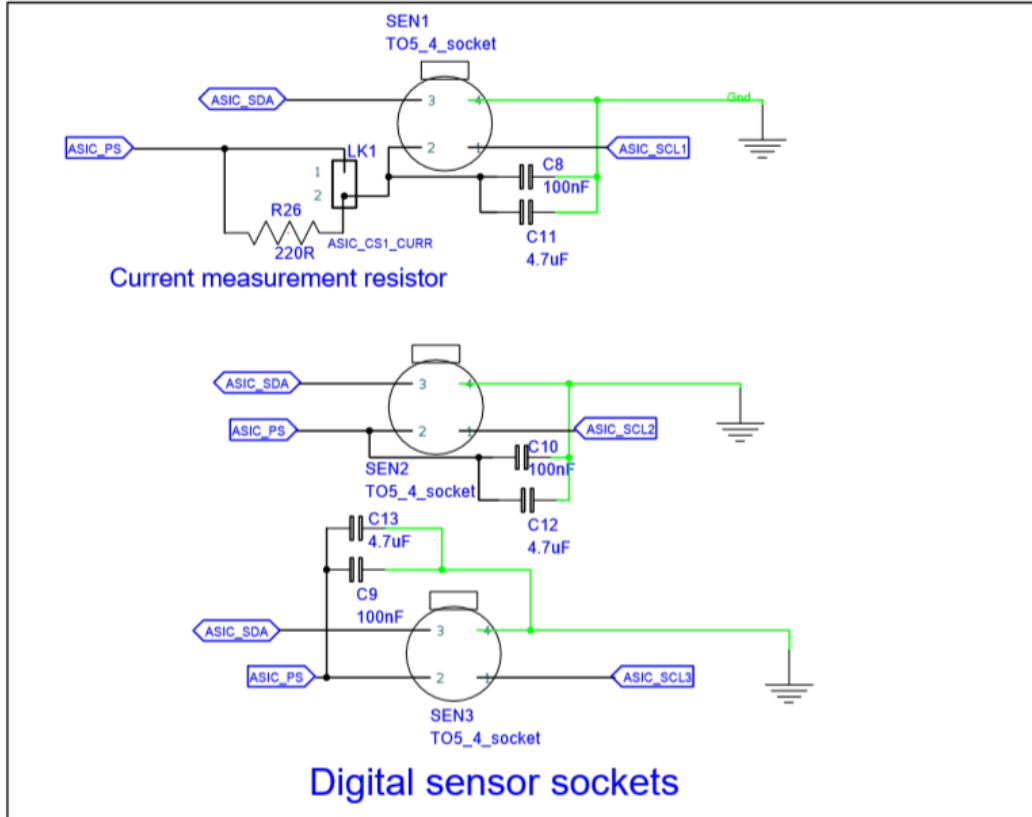 SEN1
TO5_4_socket
ASIC_SDA
3
4
Gnd
ASIC_PS
LK1
2
1
ASIC_SCL1
1
C8
100nF
2
R26
220R
ASIC_CS1_CURR
C11
4.7uF
Current measurement resistor
ASIC_SDA
3
4
ASIC_PS
2
1
ASIC_SCL2
C10
100nF
SEN2
TO5_4_socket
C12
4.7uF
C13
4.7uF
C9
100nF
ASIC_SDA
3
4
ASIC_PS
2
1
ASIC_SCL3
SEN3
TO5_4_socket
Digital sensor sockets